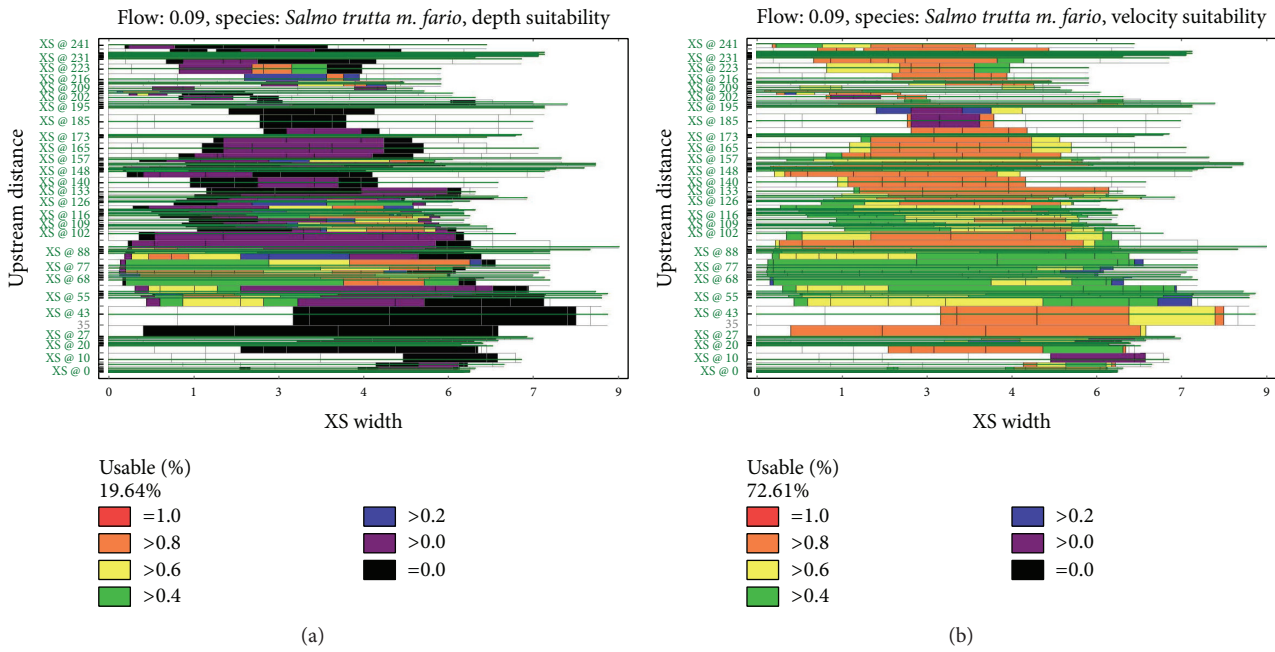 Flow: 0.09, species: Salmo trutta m. fario, depth suitability
Upstream distance
XS @ 241
XS @ 231
XS @ 223
XS @ 216
XS @ 209
XS @ 202
XS @ 195
XS @ 185
XS @ 173
XS @ 165
XS @ 157
XS @ 148
XS @ 140
XS @ 133
XS @ 126
XS @ 116
XS @ 109
XS @ 102
XS @ 88
XS @ 77
XS @ 68
XS @ 55
XS @ 43
35
XS @ 27
XS @ 20
XS @ 10
XS @ 0
0 1 3 4 6 7 9
XS width
Usable (%)
19.64%
=1.0
>0.8
>0.6
>0.4
>0.2
>0.0
=0.0
(a)
Flow: 0.09, species: Salmo trutta m. fario, velocity suitability
Upstream distance
XS @ 241
XS @ 231
XS @ 223
XS @ 216
XS @ 209
XS @ 202
XS @ 195
XS @ 185
XS @ 173
XS @ 165
XS @ 157
XS @ 148
XS @ 140
XS @ 133
XS @ 126
XS @ 116
XS @ 109
XS @ 102
XS @ 88
XS @ 77
XS @ 68
XS @ 55
XS @ 43
35
XS @ 27
XS @ 20
XS @ 10
XS @ 0
0 1 3 4 6 7 9
XS width
Usable (%)
72.61%
=1.0
>0.8
>0.6
>0.4
>0.2
>0.0
=0.0
(b)